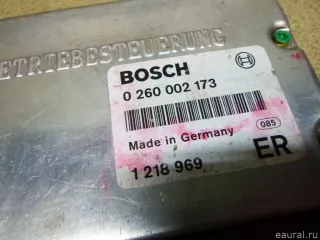 ETRIEBESTEUERUNG
BOSCH
0 260 002 173
Made in Germany
085
1 218 969
ER
eaural.ru